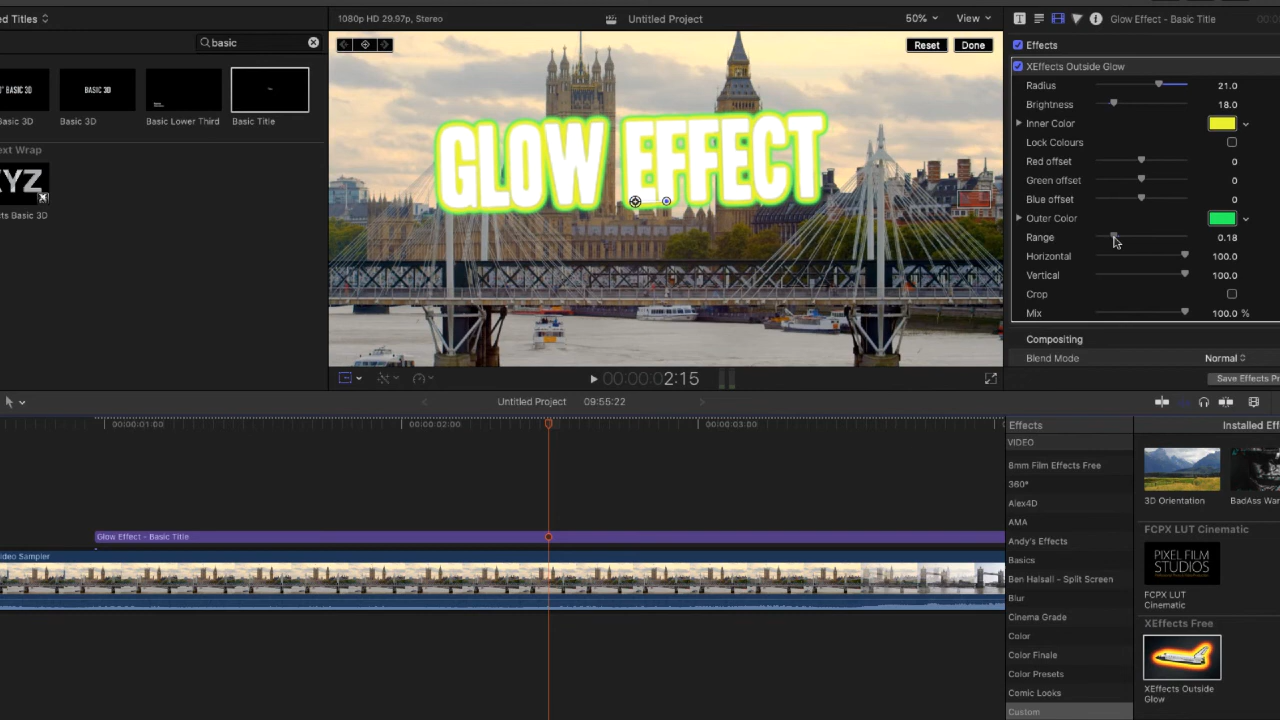 ed Titles
1080p HD 29.97p, Stereo
Untitled Project
50%
View
Glow Effect - Basic Title
basic
Reset
Done
Effects
XEffects Outside Glow
Radius 21.0
Brightness 18.0
Inner Color
Lock Colours
Red offset 0
Green offset 0
Blue offset 0
Outer Color
Range 0.18
Horizontal 100.0
Vertical 100.0
Crop
Mix 100.0 %
Compositing
Blend Mode Normal
Save Effects Pr
BASIC 3D
Basic 3D
Basic 3D
Basic Lower Third
Basic Title
ext Wrap
XYZ
ts Basic 3D
GLOW EFFECT
00:00:02:15
Untitled Project
09:55:22
00:00:01:00
00:00:02:00
00:00:03:00
Glow Effect - Basic Title
ideo Sampler
Effects
Installed Eff
VIDEO
8mm Film Effects Free
360°
Alex4D
AMA
Andy's Effects
Basics
Ben Halsall - Split Screen
Blur
Cinema Grade
Color
Color Finale
Color Presets
Comic Looks
Custom
3D Orientation
BadAss War
FCPX LUT Cinematic
PIXEL FILM
STUDIOS
FCPX LUT
Cinematic
XEffects Free
XEffects Outside
Glow